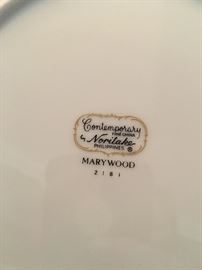 Contemporary
FINE CHINA
by Noritake
PHILIPPINES ®
MARYWOOD
2181